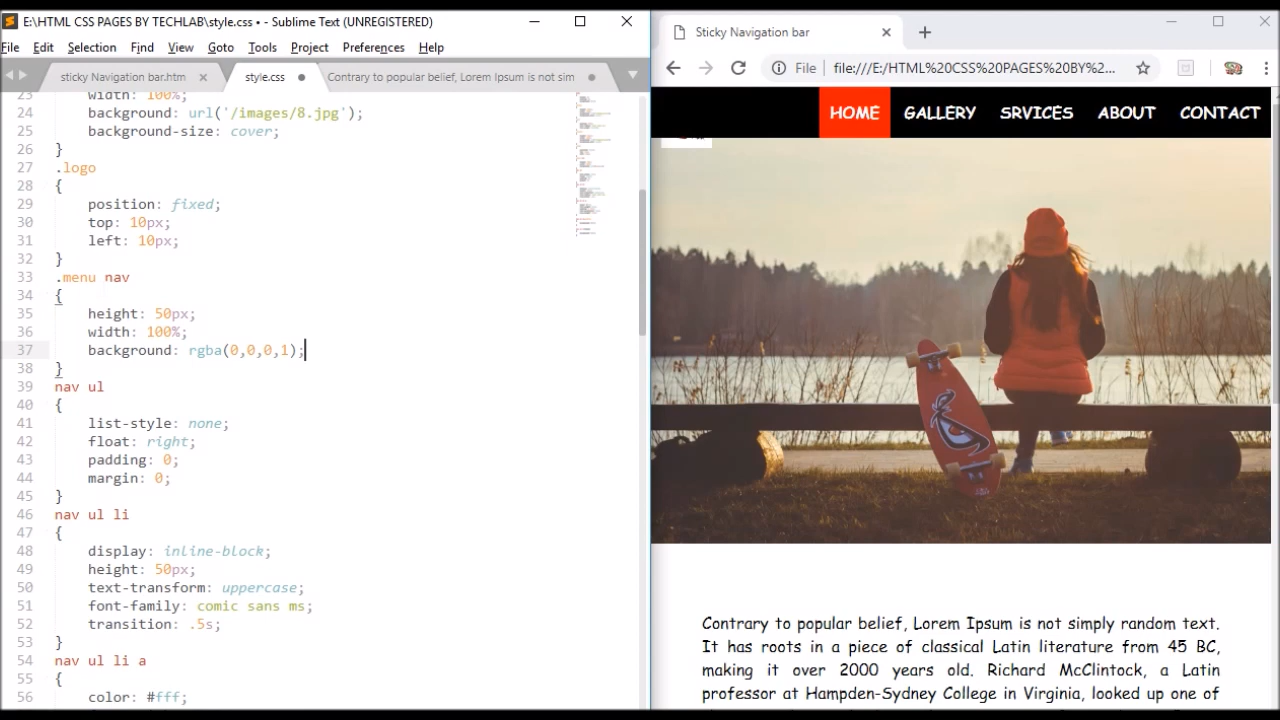 E:\HTML CSS PAGES BY TECHLAB\style.css • - Sublime Text (UNREGISTERED)
File Edit Selection Find View Goto Tools Project Preferences Help
sticky Navigation bar.htm
style.css
Contrary to popular belief, Lorem Ipsum is not sim
23 width: 100%;
24 background: url('/images/8.jpg');
25 background-size: cover;
26 }
27 .logo
28 {
29 position: fixed;
30 top: 10px;
31 left: 10px;
32 }
33 .menu nav
34 {
35 height: 50px;
36 width: 100%;
37 background: rgba(0,0,0,1);
38 }
39 nav ul
40 {
41 list-style: none;
42 float: right;
43 padding: 0;
44 margin: 0;
45 }
46 nav ul li
47 {
48 display: inline-block;
49 height: 50px;
50 text-transform: uppercase;
51 font-family: comic sans ms;
52 transition: .5s;
53 }
54 nav ul li a
55 {
56 color: #fff;
Sticky Navigation bar
File file:///E:/HTML%20CSS%20PAGES%20BY%2...
HOME GALLERY SRVICES ABOUT CONTACT
Contrary to popular belief, Lorem Ipsum is not simply random text.
It has roots in a piece of classical Latin literature from 45 BC,
making it over 2000 years old. Richard McClintock, a Latin
professor at Hampden-Sydney College in Virginia, looked up one of